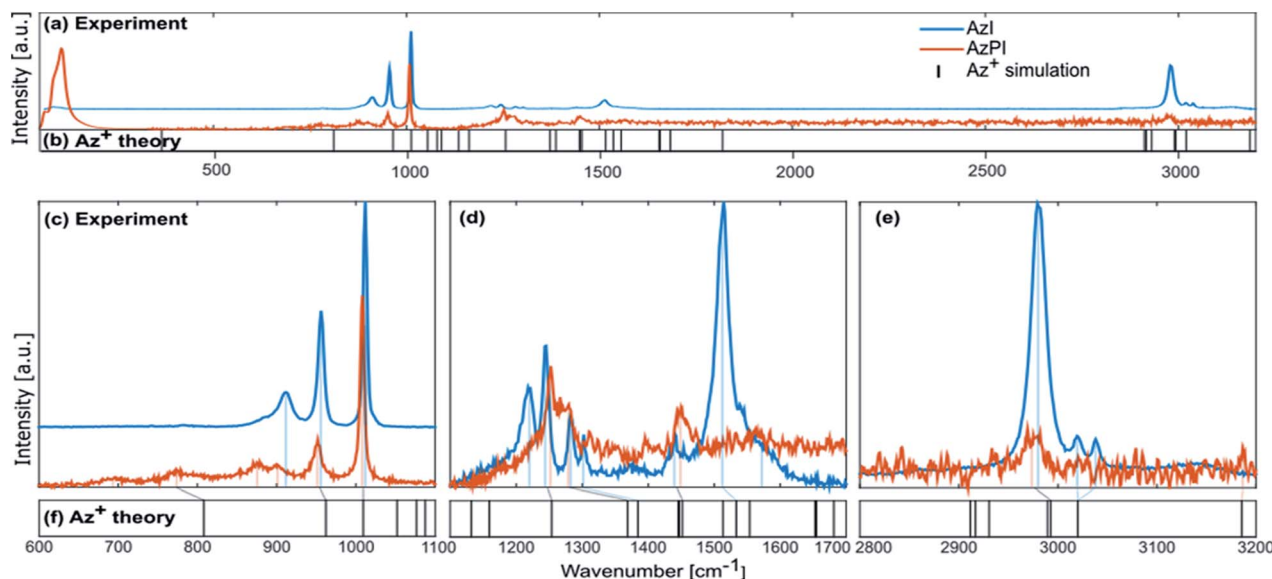 (a) Experiment
AzI
AzPI
Az+ simulation
Intensity [a.u.]
(b) Az+ theory
500 1000 1500 2000 2500 3000
(c) Experiment (d) (e)
Intensity [a.u.]
(f) Az+ theory
600 700 800 900 1000 1100 1200 1300 1400 1500 1600 1700 2800 2900 3000 3100 3200
Wavenumber [cm-1]